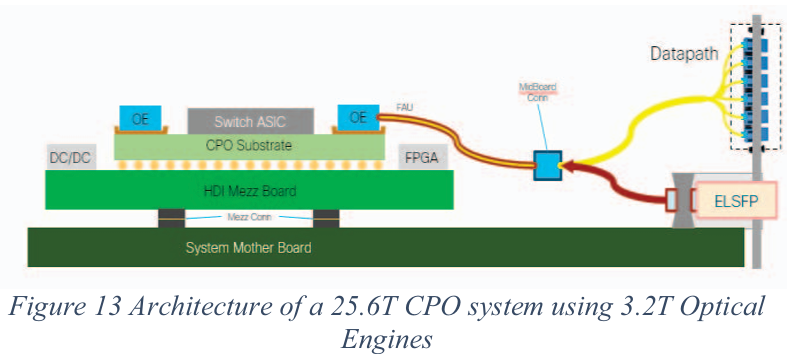 Datapath
MidBoard
Conn
FAU
OE
Switch ASIC
OE
CPO Substrate
DC/DC
FPGA
HDI Mezz Board
ELSFP
Mezz Conn
System Mother Board
Figure 13 Architecture of a 25.6T CPO system using 3.2T Optical
Engines